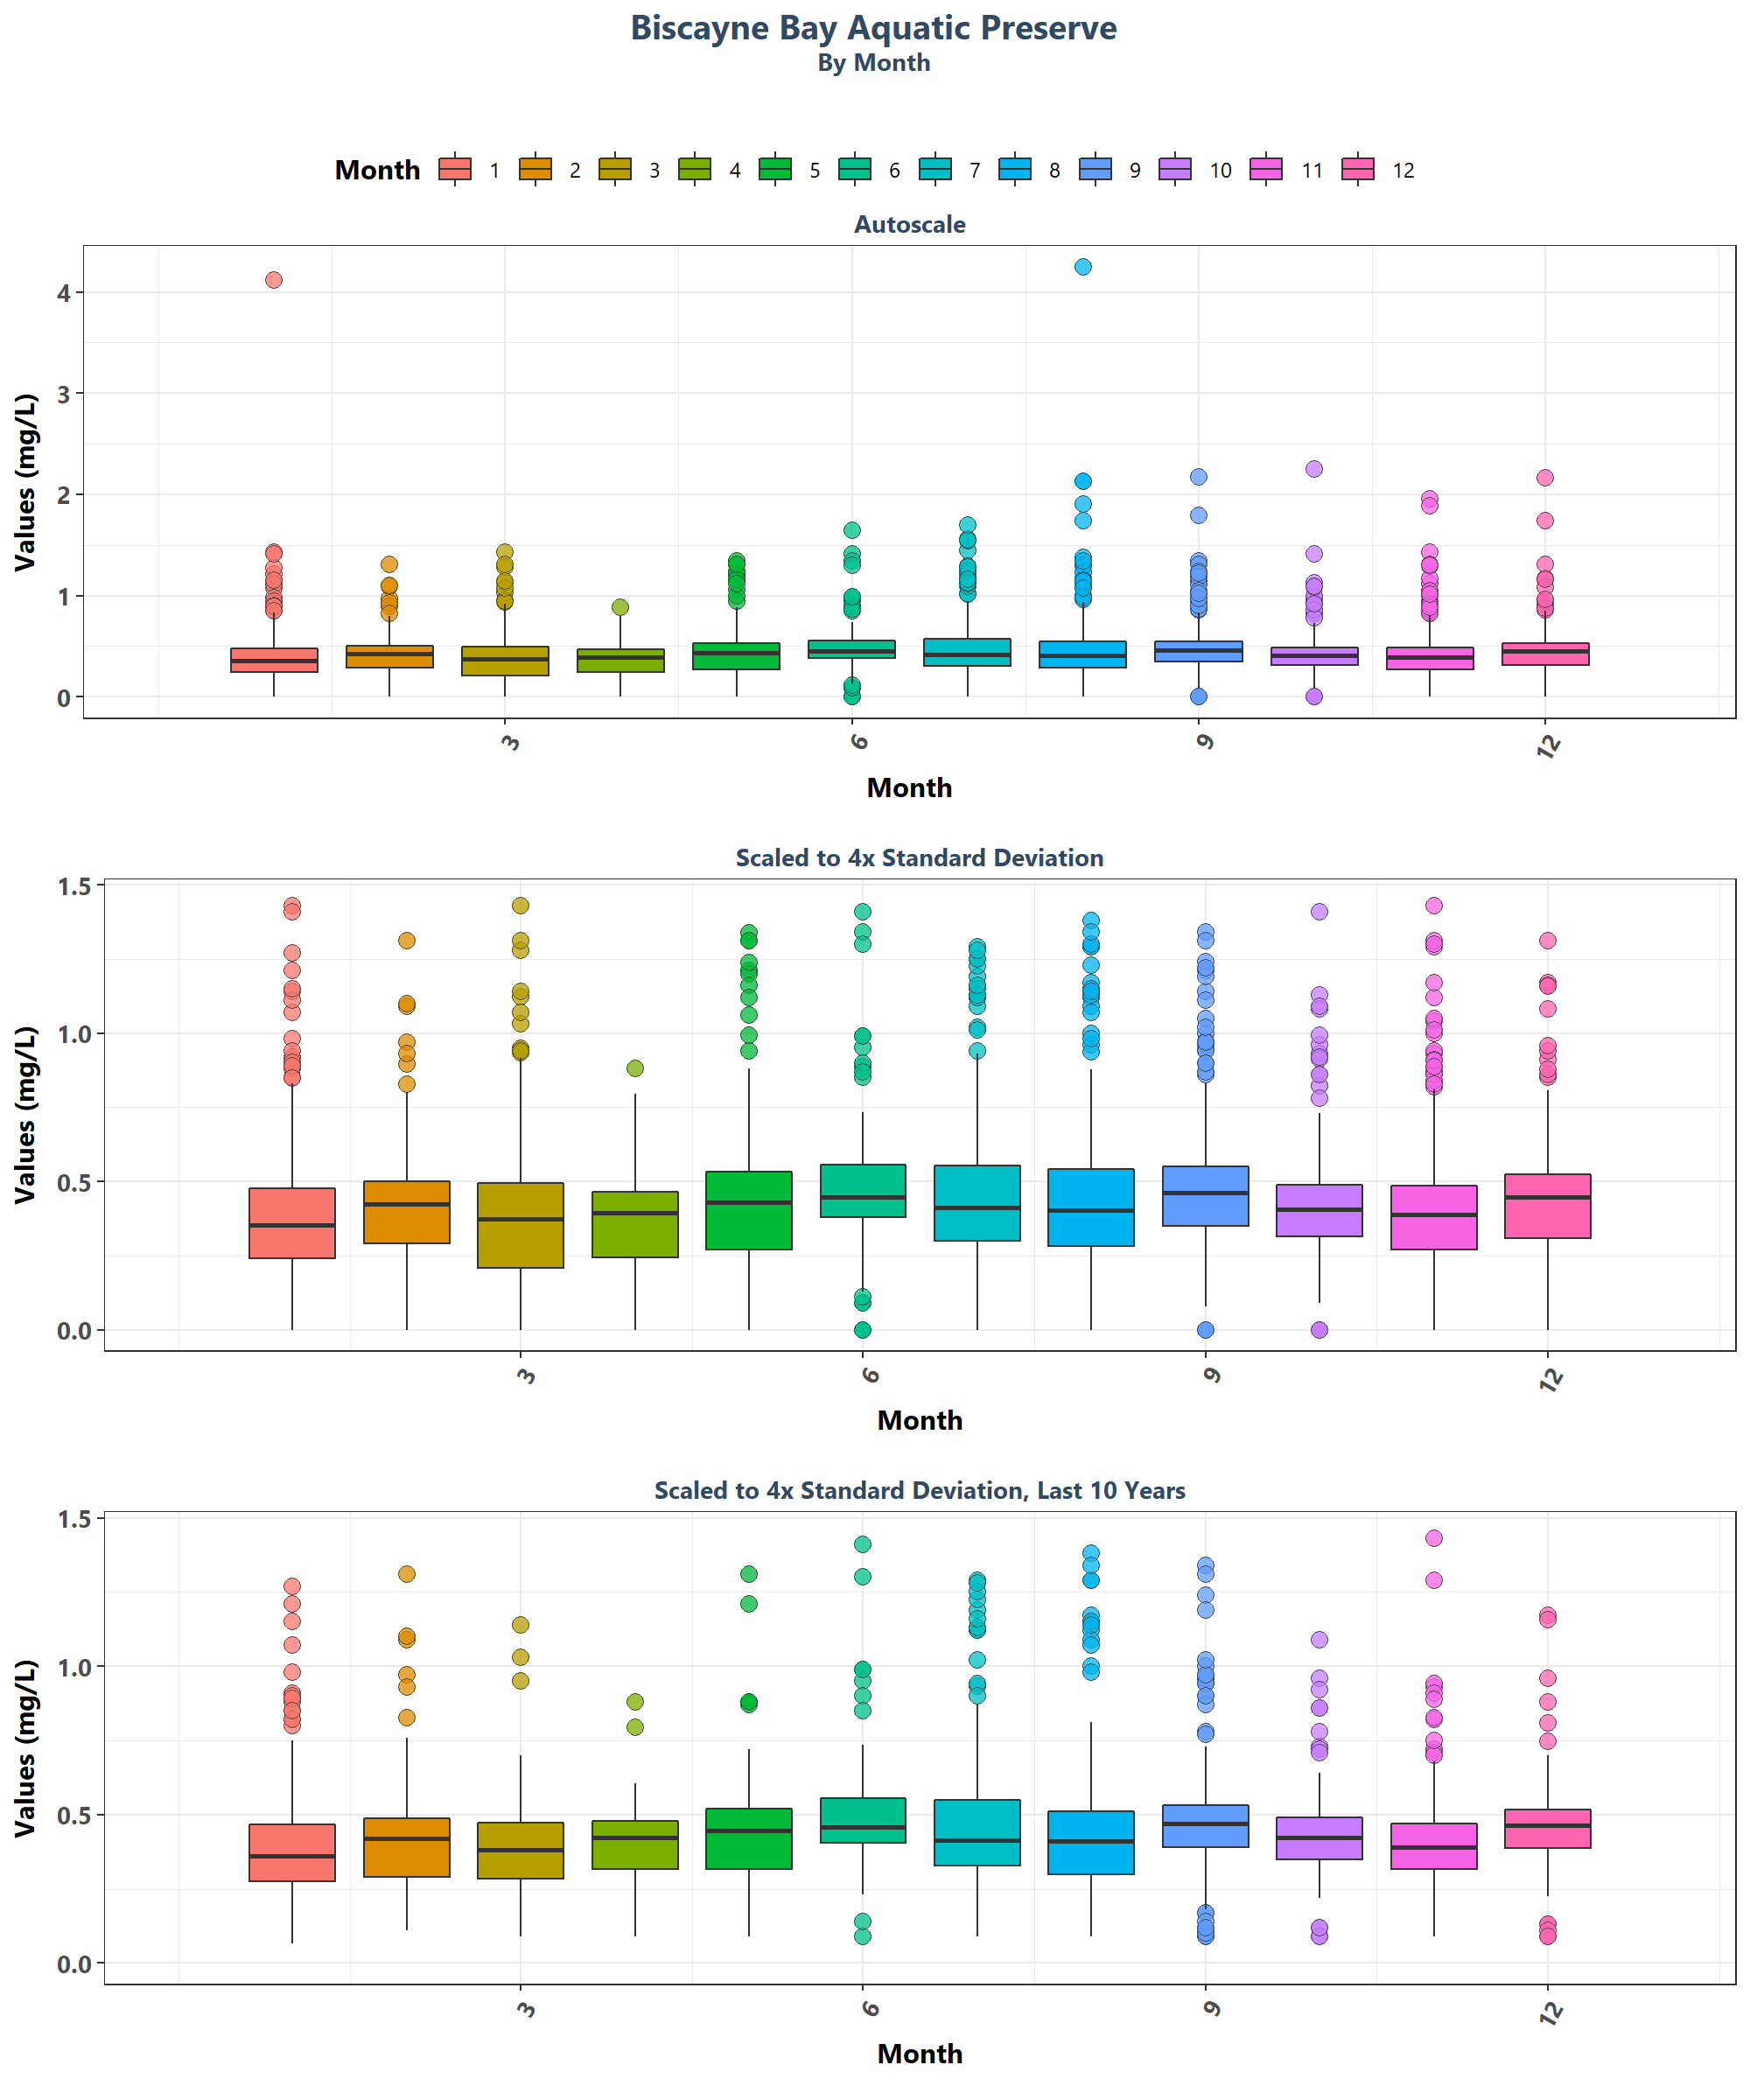 Biscayne Bay Aquatic Preserve
By Month
Month 1 2 3 4 5 6 7 8 9 10 11 12
Autoscale
Values (mg/L)
4
3
2
1
0
3 6 9 12
Month
Scaled to 4x Standard Deviation
Values (mg/L)
1.5
1.0
0.5
0.0
3 6 9 12
Month
Scaled to 4x Standard Deviation, Last 10 Years
Values (mg/L)
1.5
1.0
0.5
0.0
3 6 9 12
Month